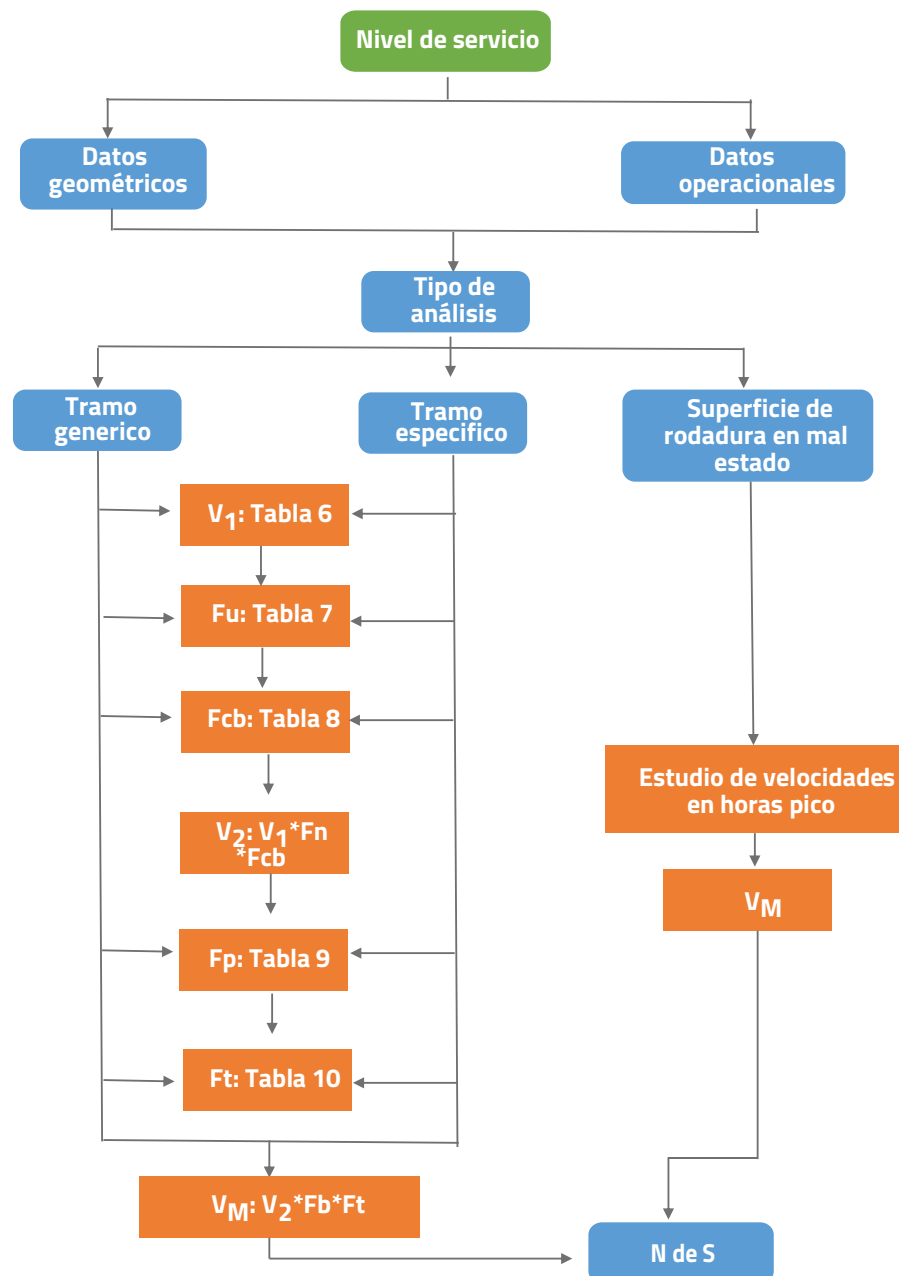 Nivel de servicio
Datos
geométricos
Datos
operacionales
Tipo de
análisis
Tramo
generico
Tramo
especifico
Superficie de
rodadura en mal
estado
V1: Tabla 6
Fu: Tabla 7
Fcb: Tabla 8
V2: V1*Fn
*Fcb
Fp: Tabla 9
Ft: Tabla 10
VM: V2*Fb*Ft
Estudio de velocidades
en horas pico
VM
N de S